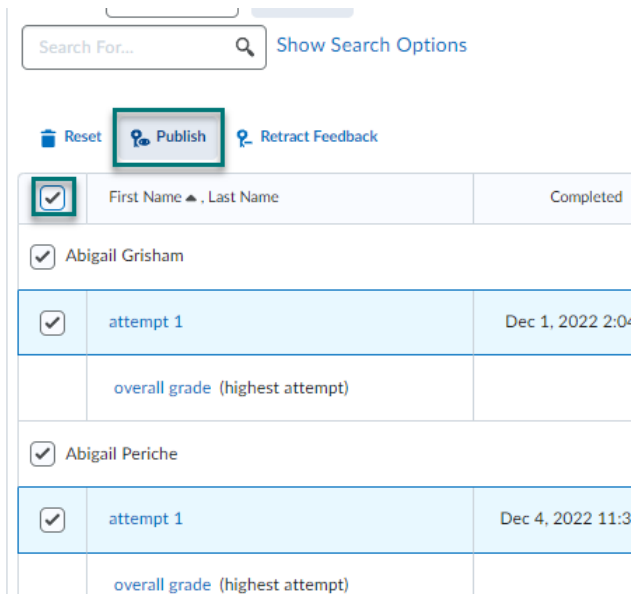 Search For... Show Search Options
Reset Publish Retract Feedback
First Name , Last Name Completed
Abigail Grisham
attempt 1 Dec 1, 2022 2:04
overall grade (highest attempt)
Abigail Periche
attempt 1 Dec 4, 2022 11:3
overall grade (highest attempt)